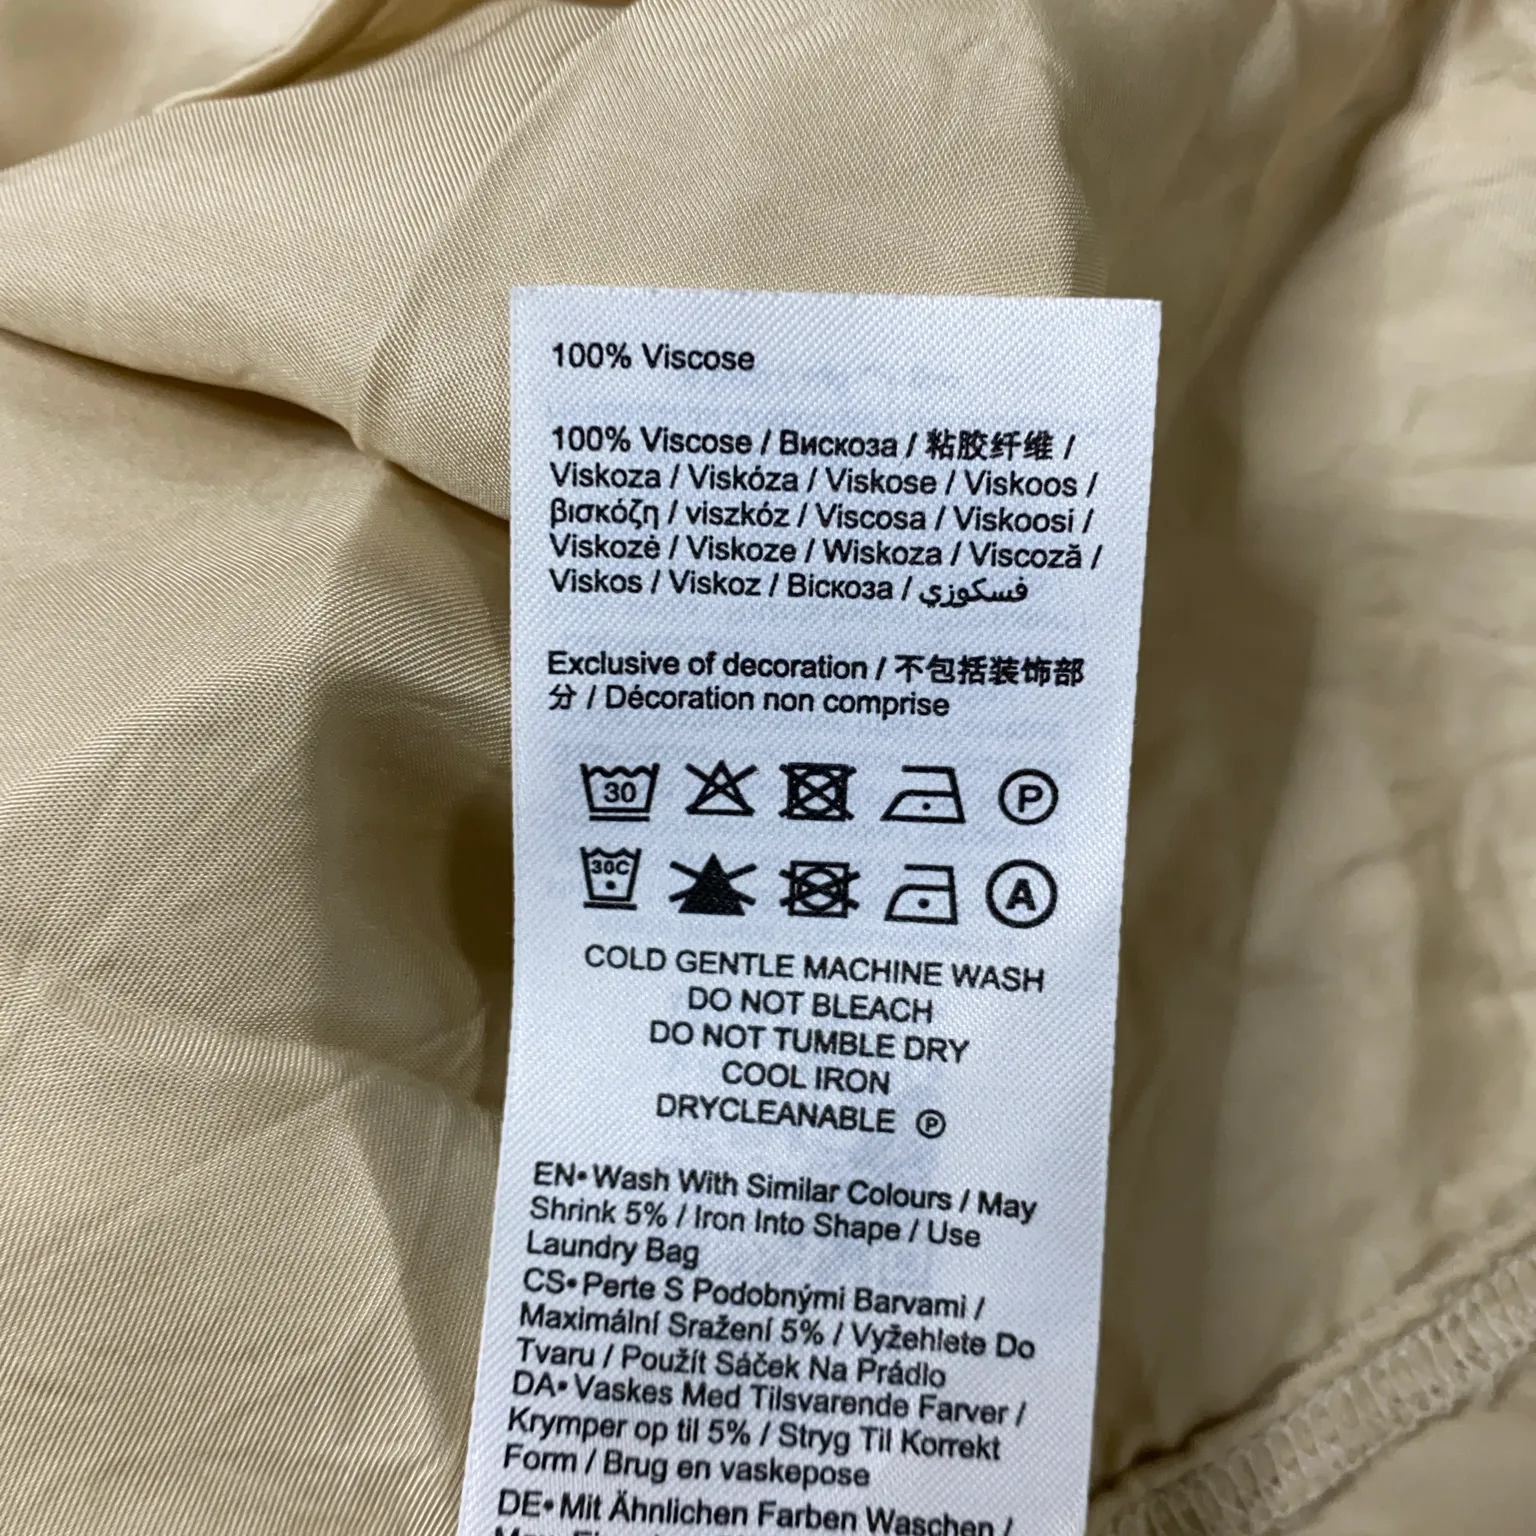 100% Viscose
100% Viscose / Вискоза / 粘胶纤维 /
Viskoza / Viskóza / Viskose / Viskoos /
βισκόζη / viszkóz / Viscosa / Viskoosi /
Viskozė / Viskoze / Wiskoza / Viscoză /
Viskos / Viskoz / Віскоза / فسكوزي
Exclusive of decoration / 不包括装饰部
分 / Décoration non comprise
30 P
30C A
COLD GENTLE MACHINE WASH
DO NOT BLEACH
DO NOT TUMBLE DRY
COOL IRON
DRYCLEANABLE Ⓟ
EN• Wash With Similar Colours / May
Shrink 5% / Iron Into Shape / Use
Laundry Bag
CS• Perte S Podobnými Barvami /
Maximální Sražení 5% / Vyžehlete Do
Tvaru / Použít Sáček Na Prádlo
DA• Vaskes Med Tilsvarende Farver /
Krymper op til 5% / Stryg Til Korrekt
Form / Brug en vaskepose
DE• Mit Ähnlichen Farben Waschen /